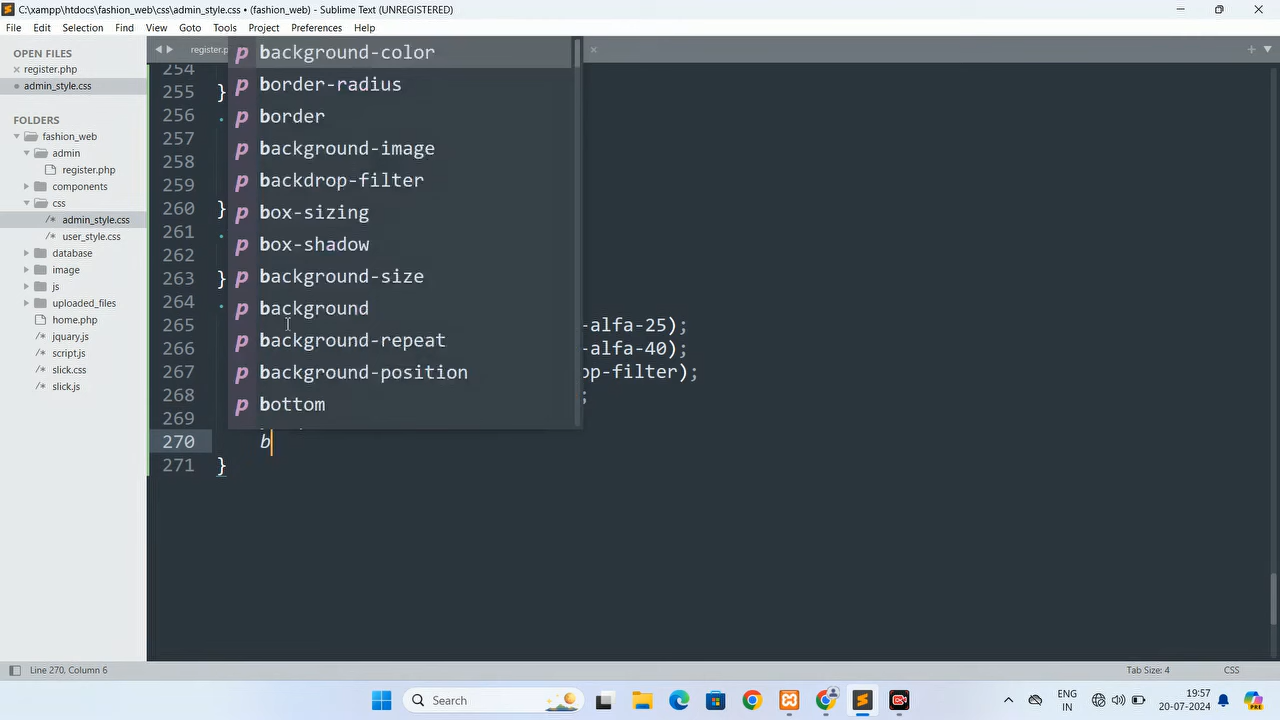 C:\xampp\htdocs\fashion_web\css\admin_style.css • (fashion_web) - Sublime Text (UNREGISTERED)
File Edit Selection Find View Goto Tools Project Preferences Help
OPEN FILES
register.php
admin_style.css
FOLDERS
fashion_web
admin
register.php
components
css
/* admin_style.css
/* user_style.css
database
image
js
uploaded_files
home.php
jquary.js
script.js
slick.css
slick.js
register.p
p background-color
p border-radius
p border
p background-image
p backdrop-filter
p box-sizing
p box-shadow
p background-size
p background
p background-repeat
p background-position
p bottom
254
255 }
256 .
257
258
259
260 }
261 .
262
263 }
264 .
265 -alfa-25);
266 -alfa-40);
267 op-filter);
268 ;
269
270 b
271 }
Line 270, Column 6
Tab Size: 4
CSS
Search
ENG
IN
19:57
20-07-2024